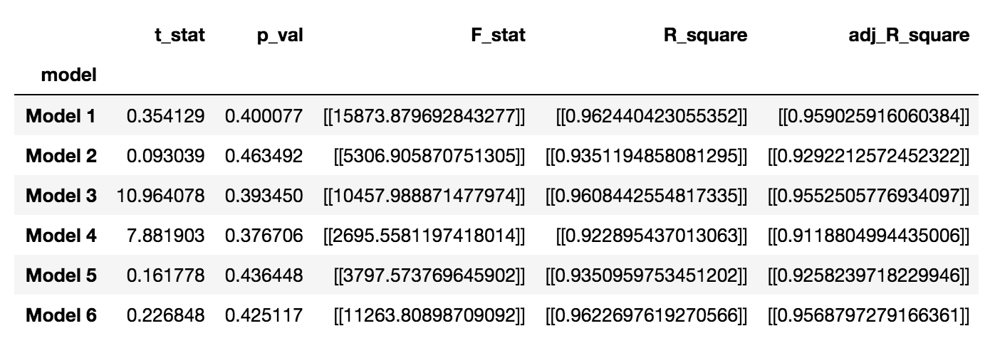 t_stat p_val F_stat R_square adj_R_square
model
Model 1 0.354129 0.400077 [[15873.879692843277]] [[0.962440423055352]] [[0.959025916060384]]
Model 2 0.093039 0.463492 [[5306.905870751305]] [[0.9351194858081295]] [[0.9292212572452322]]
Model 3 10.964078 0.393450 [[10457.988871477974]] [[0.9608442554817335]] [[0.9552505776934097]]
Model 4 7.881903 0.376706 [[2695.5581197418014]] [[0.922895437013063]] [[0.9118804994435006]]
Model 5 0.161778 0.436448 [[3797.573769645902]] [[0.9350959753451202]] [[0.9258239718229946]]
Model 6 0.226848 0.425117 [[11263.80898709092]] [[0.9622697619270566]] [[0.9568797279166361]]